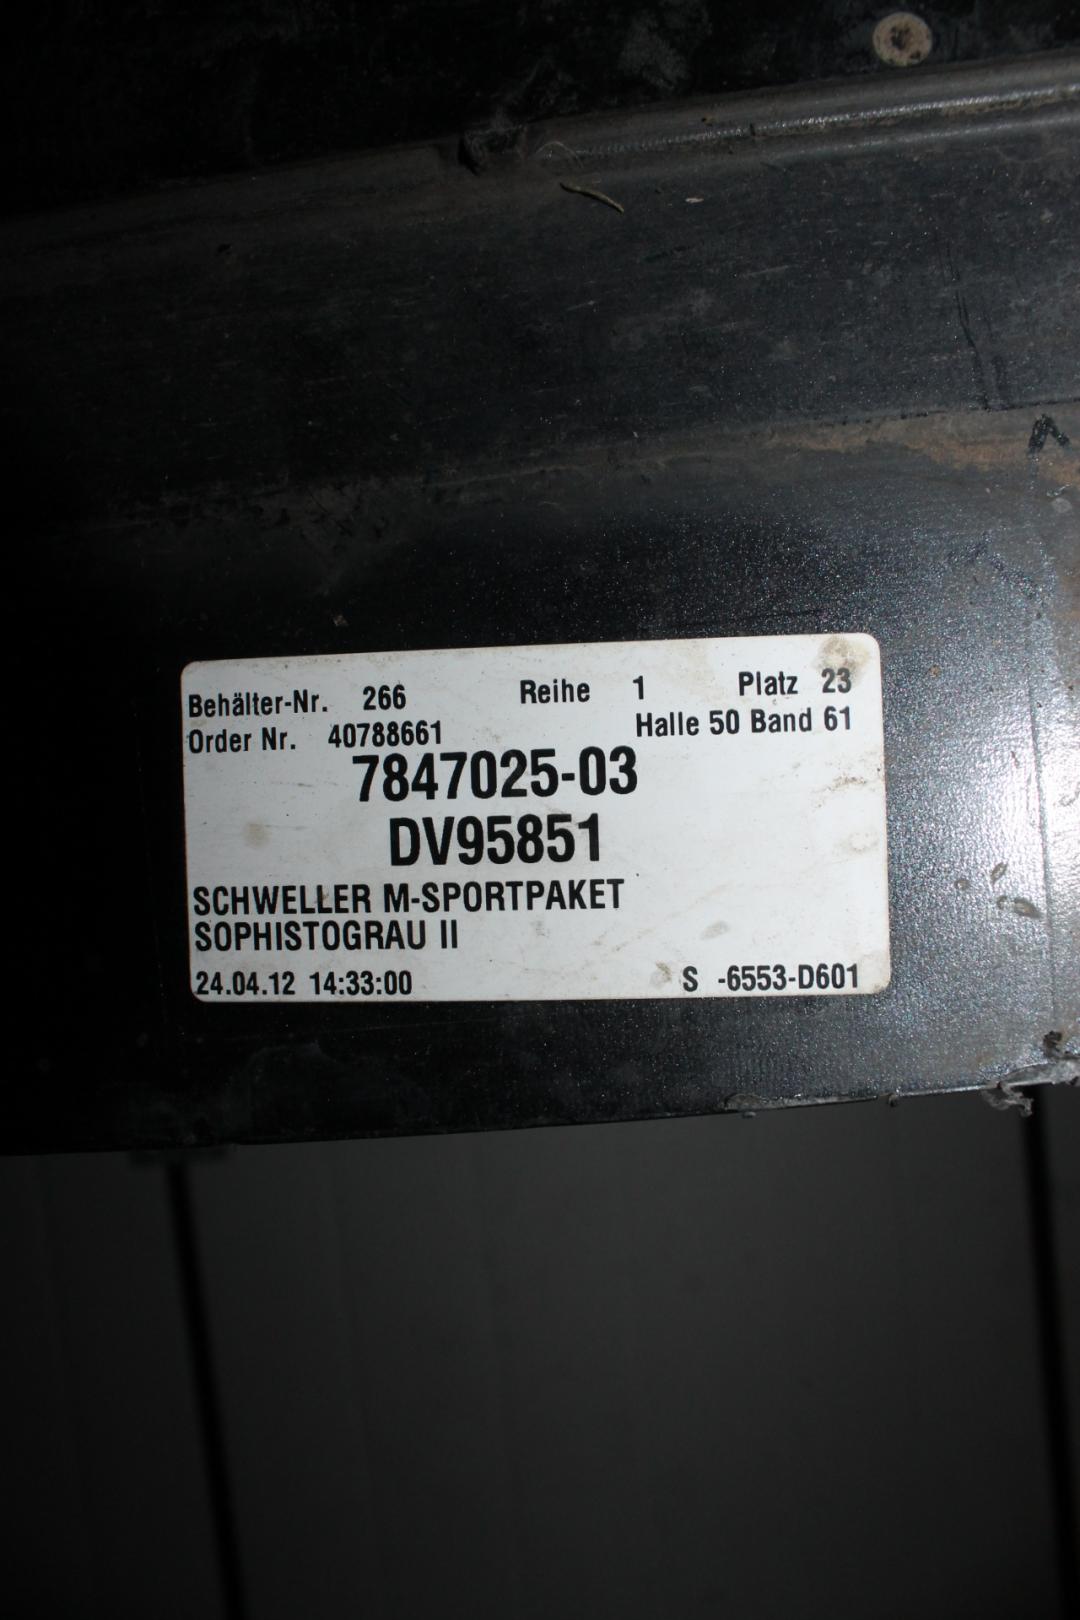 Behälter-Nr. 266 Reihe 1 Platz 23
Order Nr. 40788661 Halle 50 Band 61
7847025-03
DV95851
SCHWELLER M-SPORTPAKET
SOPHISTOGRAU II
24.04.12 14:33:00 S -6553-D601